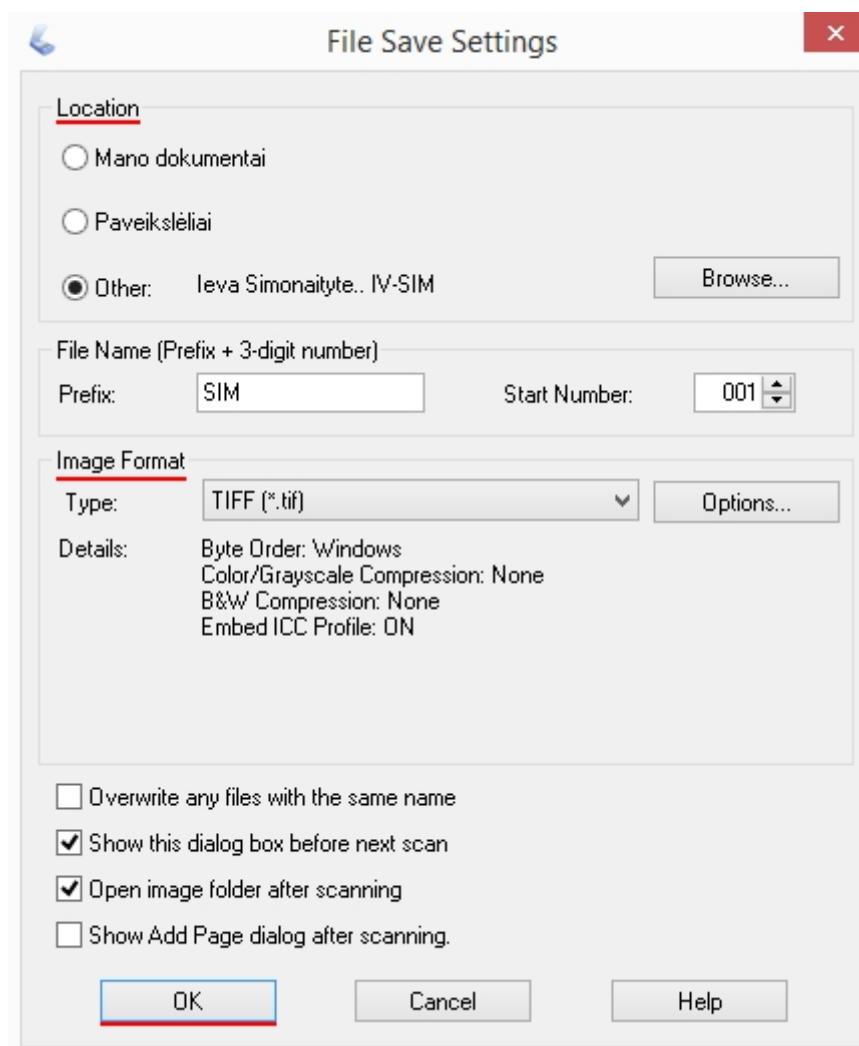 File Save Settings
Location
Mano dokumentai
Paveikslėliai
Other: Ieva Simonaityte.. IV-SIM Browse...
File Name (Prefix + 3-digit number)
Prefix: SIM Start Number: 001
Image Format
Type: TIFF (*.tif) Options...
Details: Byte Order: Windows
Color/Grayscale Compression: None
B&W Compression: None
Embed ICC Profile: ON
Overwrite any files with the same name
Show this dialog box before next scan
Open image folder after scanning
Show Add Page dialog after scanning.
OK Cancel Help